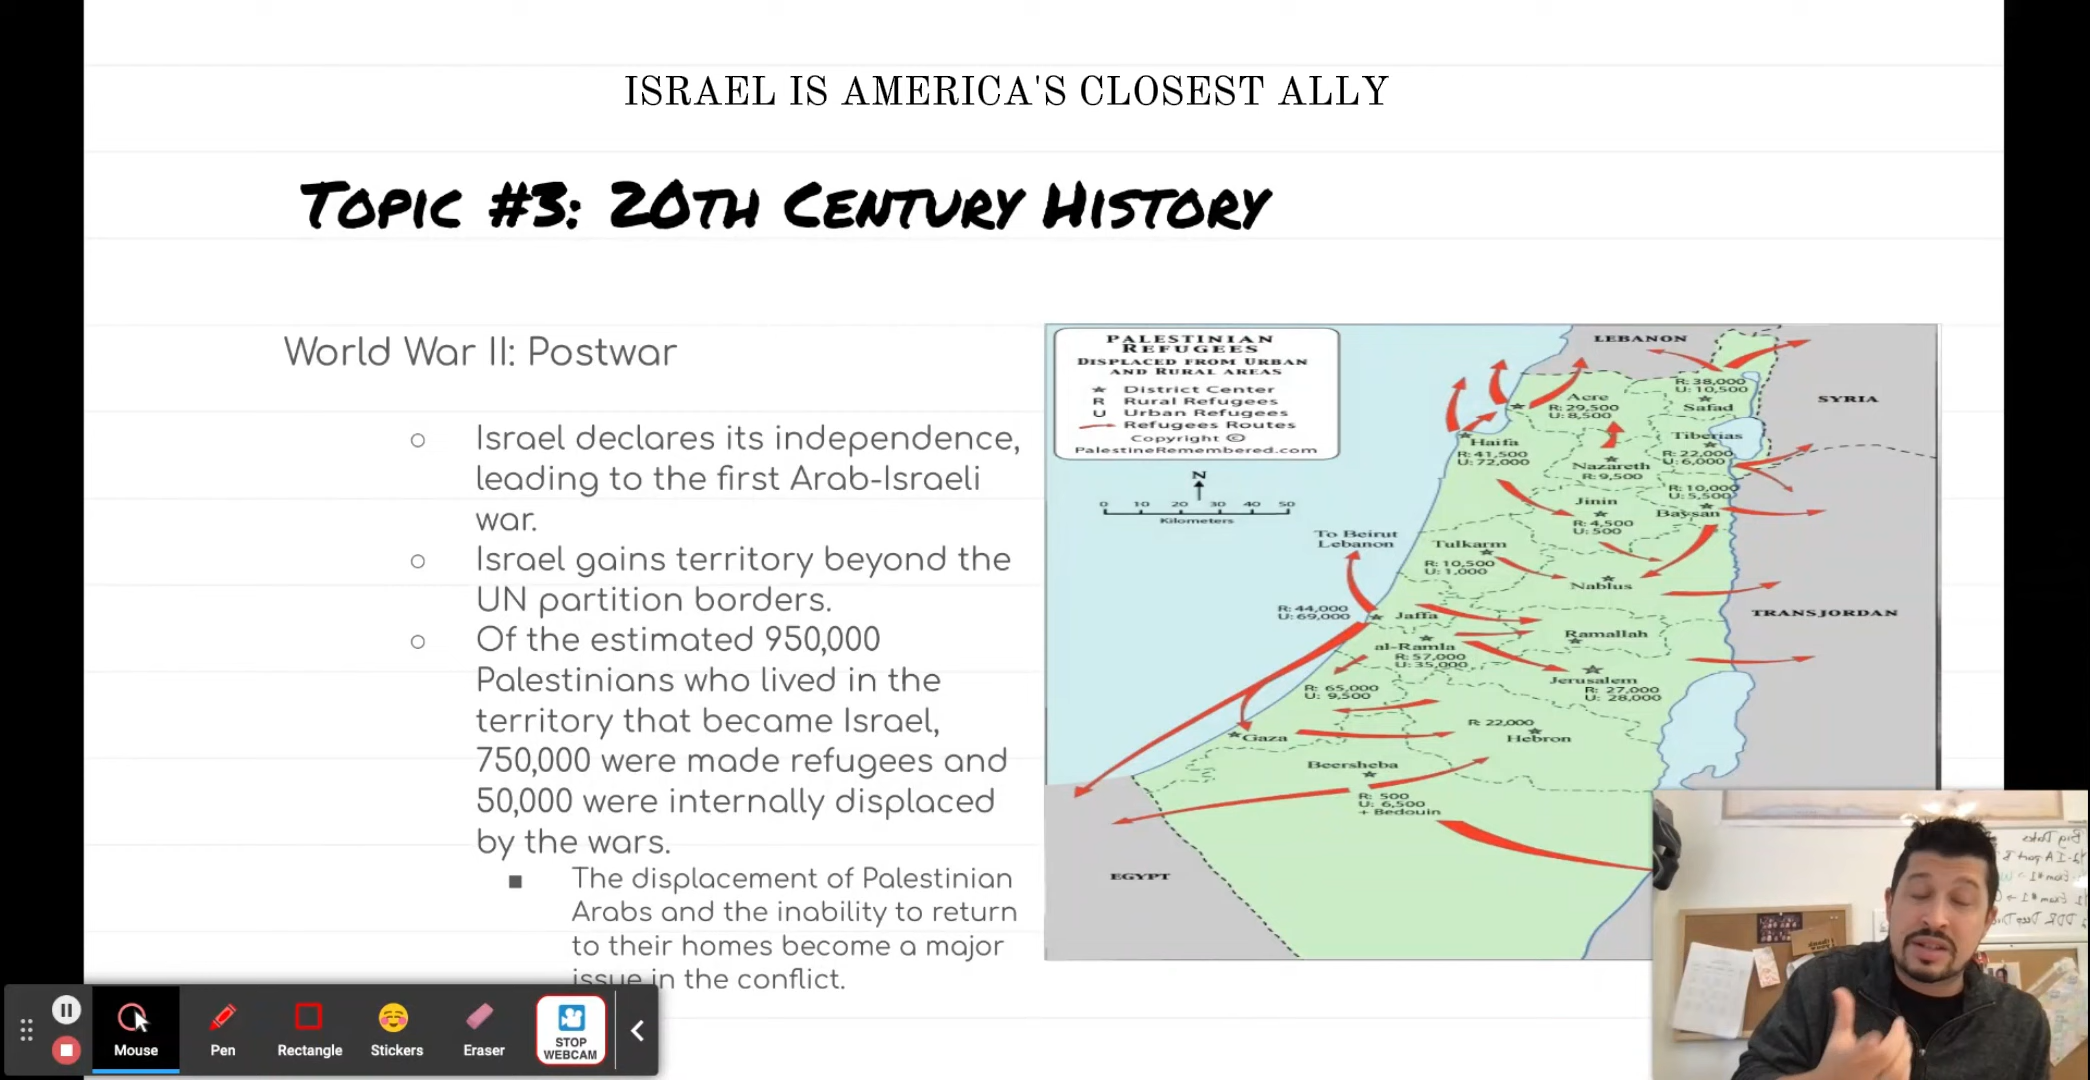 ISRAEL IS AMERICA'S CLOSEST ALLY
TOPIC #3: 20TH CENTURY HISTORY
World War II: Postwar
○ Israel declares its independence,
leading to the first Arab-Israeli
war.
○ Israel gains territory beyond the
UN partition borders.
○ Of the estimated 950,000
Palestinians who lived in the
territory that became Israel,
750,000 were made refugees and
50,000 were internally displaced
by the wars.
■ The displacement of Palestinian
Arabs and the inability to return
to their homes become a major
issue in the conflict.
PALESTINIAN
REFUGEES
DISPLACED FROM URBAN
AND RURAL AREAS
★ District Center
R Rural Refugees
U Urban Refugees
Refugees Routes
Copyright ©
PalestineRemembered.com
N
0 10 20 30 40 50
Kilometers
LEBANON
SYRIA
R: 38,000
U: 10,500
Safad
Acre
R: 29,500
U: 8,500
Haifa
R: 41,500
U: 72,000
Tiberias
R: 22,000
U: 6,000
Nazareth
R: 9,500
R: 10,000
U: 5,500
Baysan
Jinin
R: 4,500
U: 500
To Beirut
Lebanon
Tulkarm
R: 10,500
U: 1,000
Nablus
TRANSJORDAN
R: 44,000
U: 69,000
Jaffa
Ramallah
al-Ramla
R: 57,000
U: 35,000
Jerusalem
R: 27,000
U: 28,000
R: 65,000
U: 9,500
Gaza
R: 22,000
Hebron
Beersheba
R: 500
U: 6,500
+ Bedouin
EGYPT
Mouse
Pen
Rectangle
Stickers
Eraser
STOP
WEBCAM